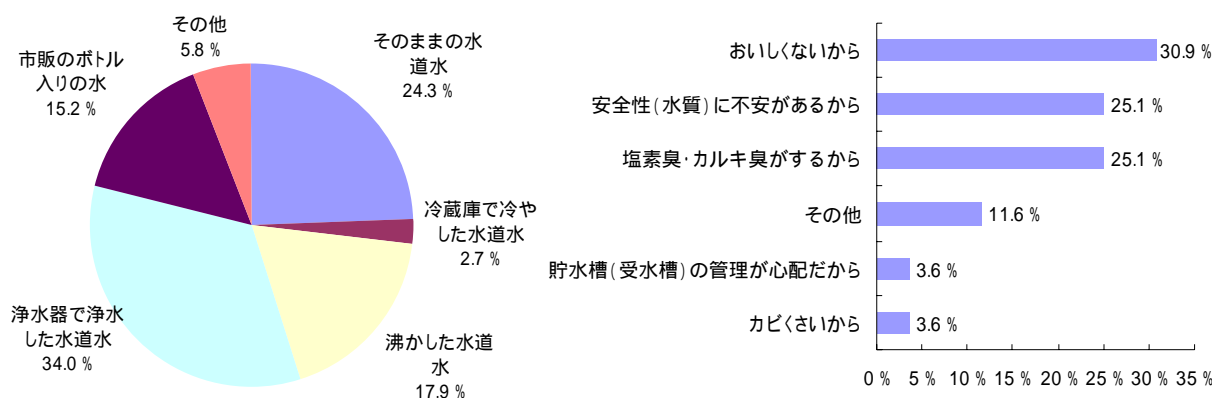 その他
5.8 %
そのままの水
道水
24.3 %
市販のボトル
入りの水
15.2 %
冷蔵庫で冷や
した水道水
2.7 %
浄水器で浄水
した水道水
34.0 %
沸かした水道
水
17.9 %
おいしくないから
30.9 %
安全性(水質)に不安があるから
25.1 %
塩素臭・カルキ臭がするから
25.1 %
その他
11.6 %
貯水槽(受水槽)の管理が心配だから
3.6 %
カビくさいから
3.6 %
0 % 5 % 10 % 15 % 20 % 25 % 30 % 35 %